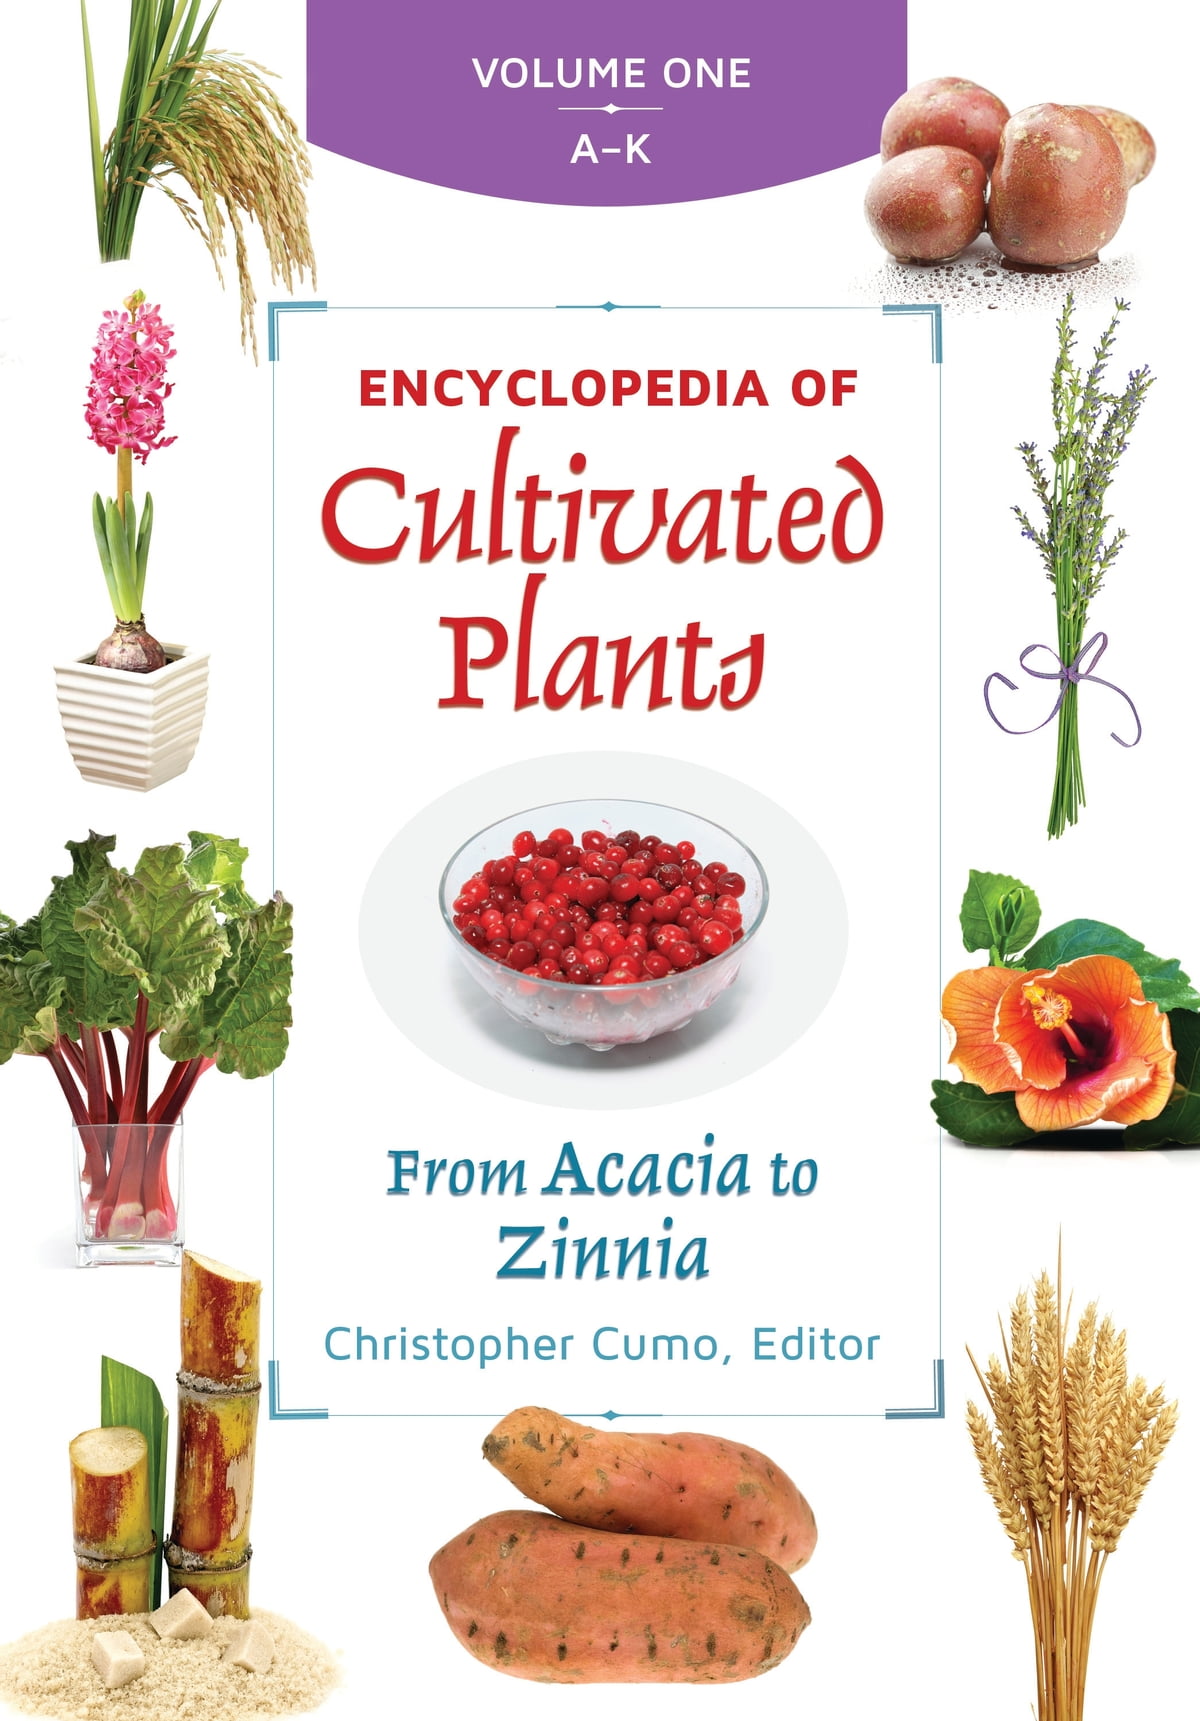 VOLUME ONE
A–K
ENCYCLOPEDIA OF
Cultivated
Plants
From Acacia to
Zinnia
Christopher Cumo, Editor